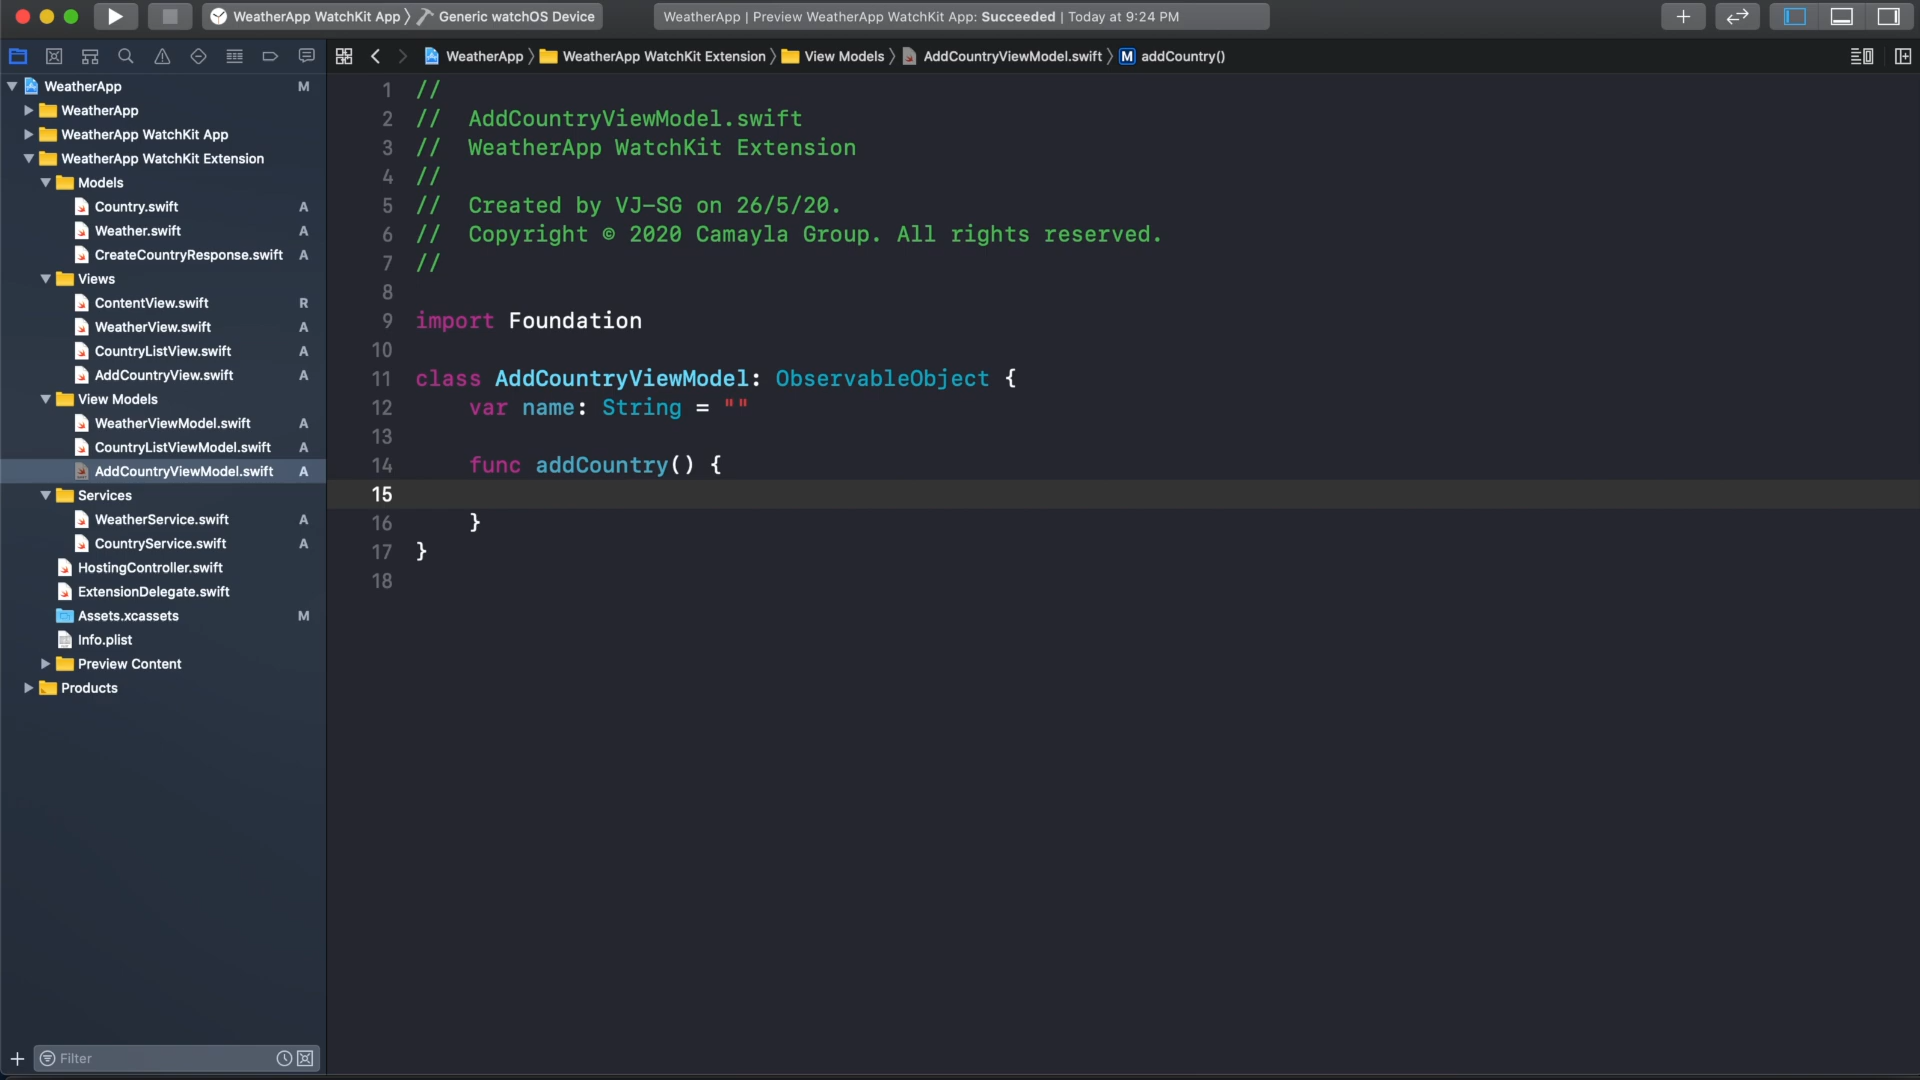 WeatherApp WatchKit App 〉 Generic watchOS Device
WeatherApp | Preview WeatherApp WatchKit App: Succeeded | Today at 9:24 PM
WeatherApp 〉 WeatherApp WatchKit Extension 〉 View Models 〉 AddCountryViewModel.swift 〉 M addCountry()
WeatherApp M
WeatherApp
WeatherApp WatchKit App
WeatherApp WatchKit Extension
Models
Country.swift A
Weather.swift A
CreateCountryResponse.swift A
Views
ContentView.swift R
WeatherView.swift A
CountryListView.swift A
AddCountryView.swift A
View Models
WeatherViewModel.swift A
CountryListViewModel.swift A
AddCountryViewModel.swift A
Services
WeatherService.swift A
CountryService.swift A
HostingController.swift
ExtensionDelegate.swift
Assets.xcassets M
Info.plist
Preview Content
Products
Filter
1 //
2 //  AddCountryViewModel.swift
3 //  WeatherApp WatchKit Extension
4 //
5 //  Created by VJ-SG on 26/5/20.
6 //  Copyright © 2020 Camayla Group. All rights reserved.
7 //
8
9 import Foundation
10
11 class AddCountryViewModel: ObservableObject {
12     var name: String = ""
13
14     func addCountry() {
15
16     }
17 }
18